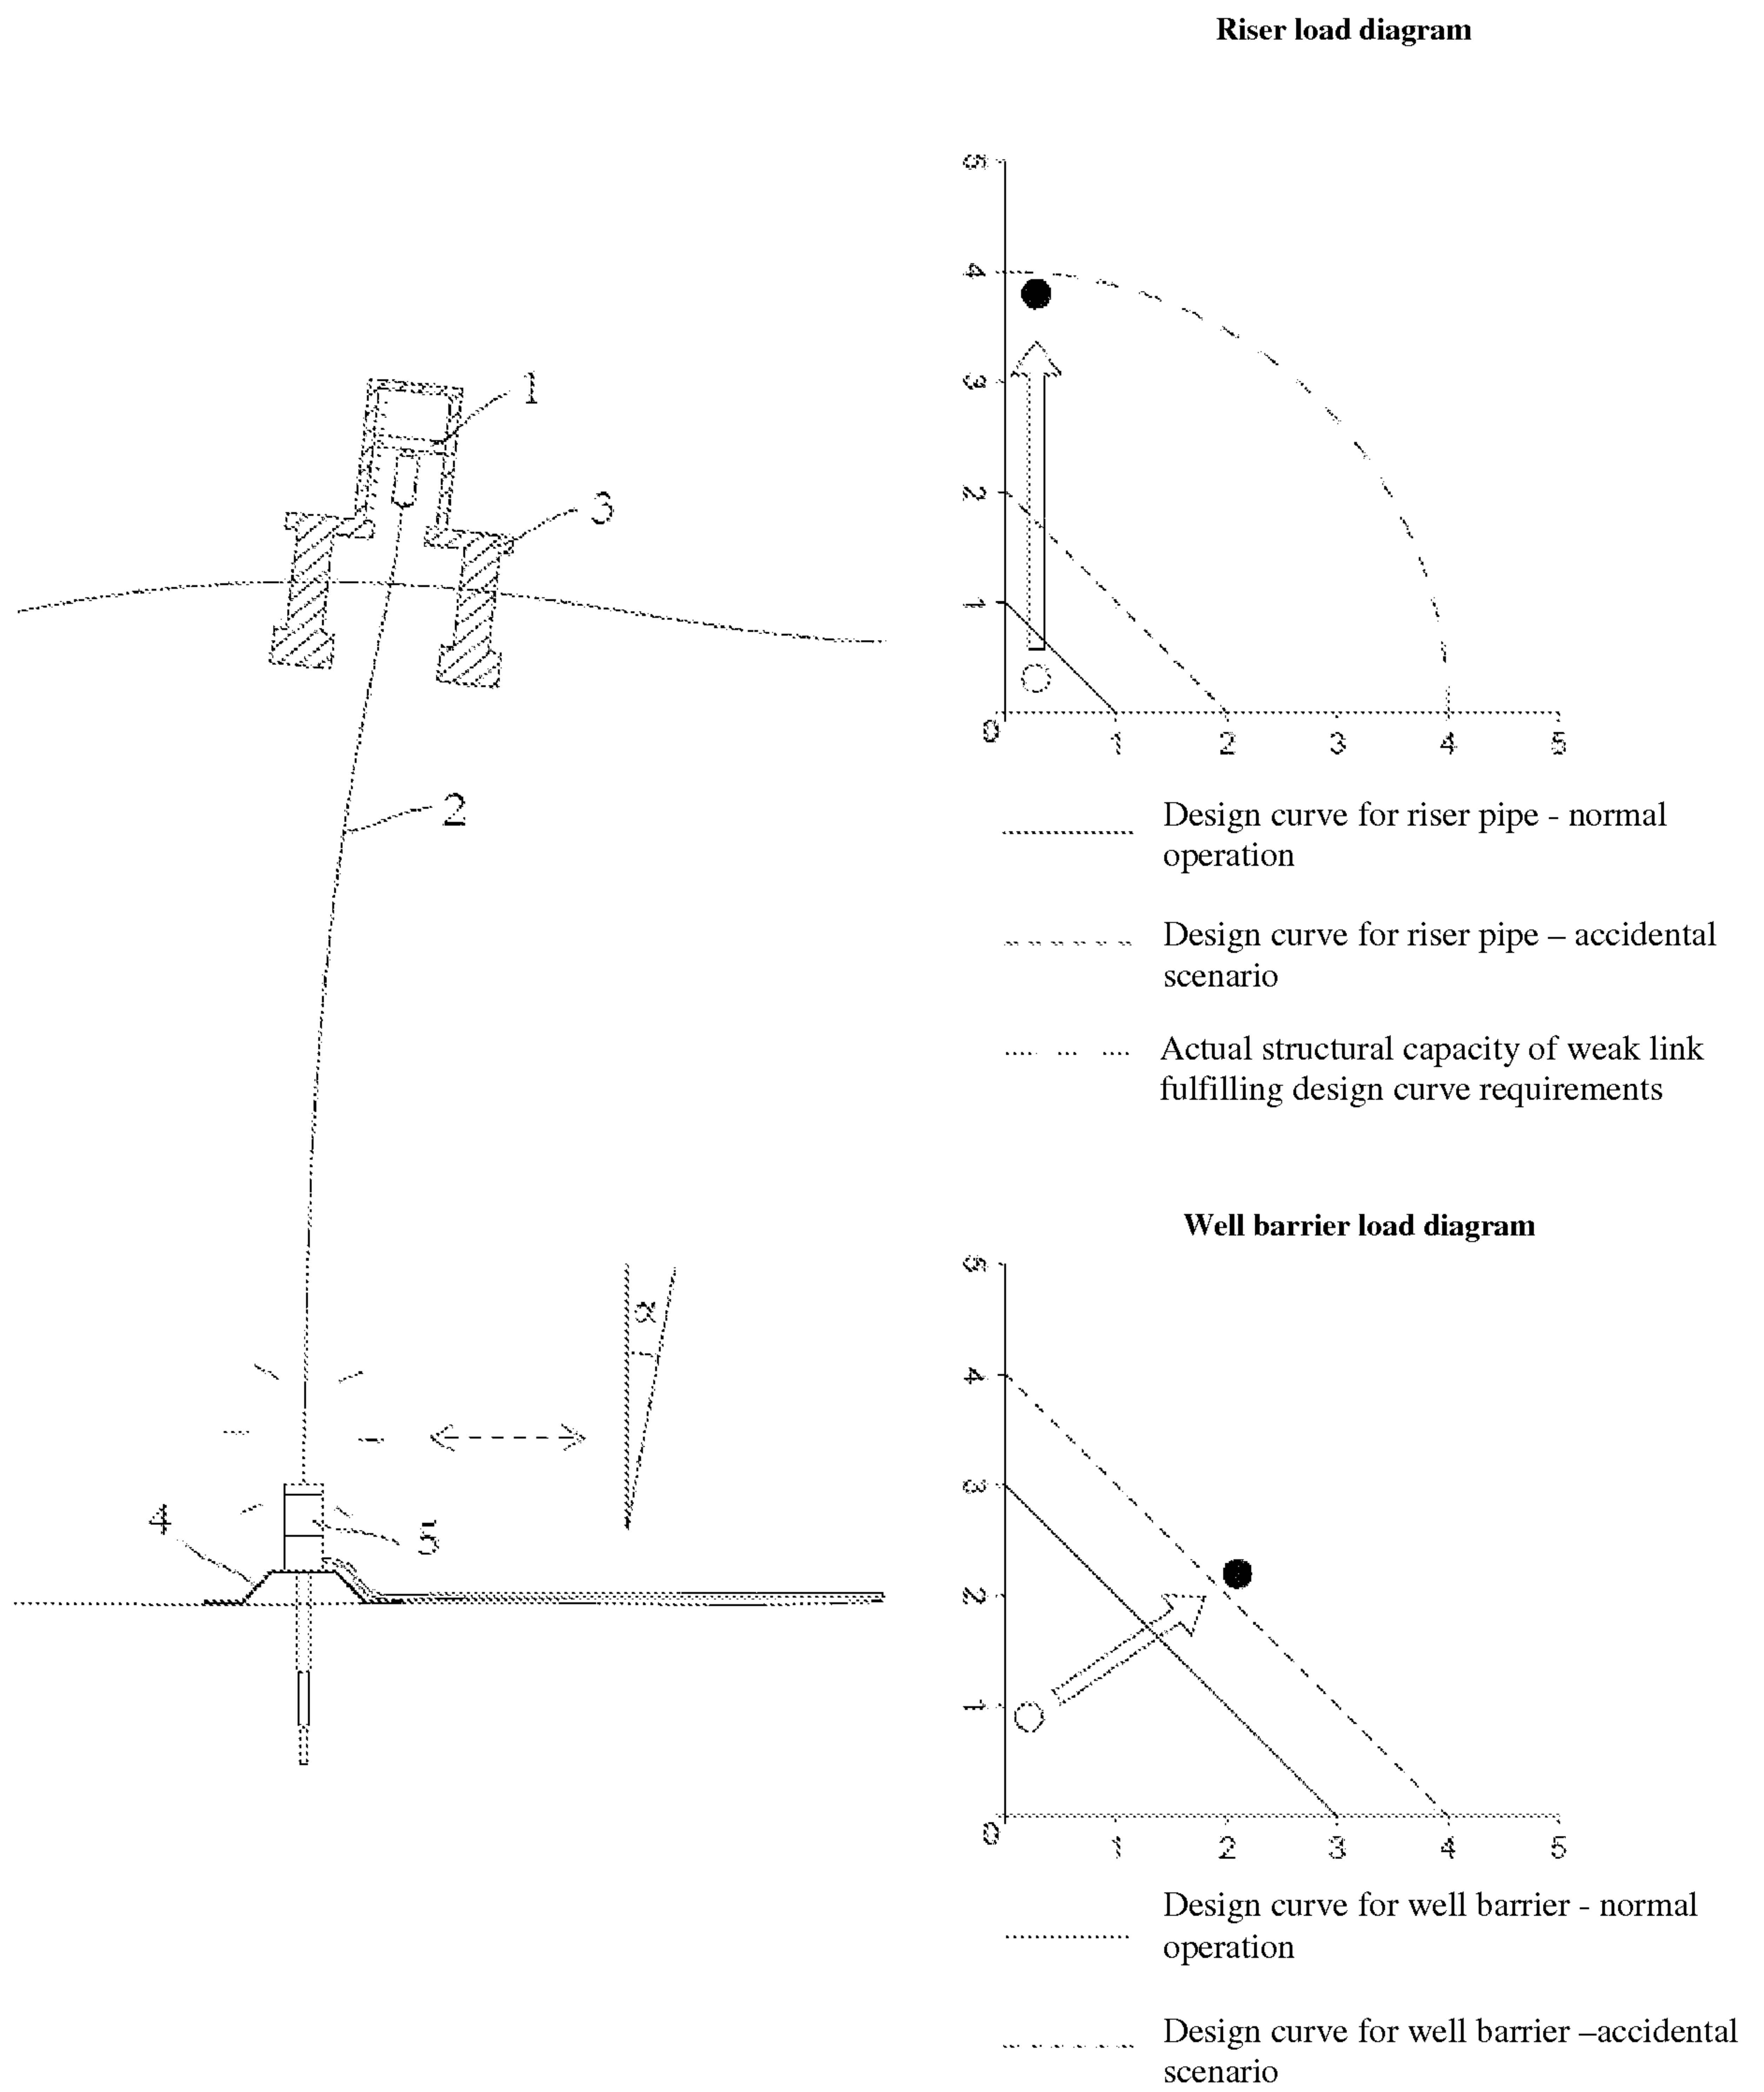 Riser load diagram
5
4
3
2
1
0
1 2 3 4 5
Design curve for riser pipe - normal
operation
Design curve for riser pipe – accidental
scenario
Actual structural capacity of weak link
fulfilling design curve requirements
1
3
2
α
4
5
Well barrier load diagram
5
4
3
2
1
0
1 2 3 4 5
Design curve for well barrier - normal
operation
Design curve for well barrier –accidental
scenario